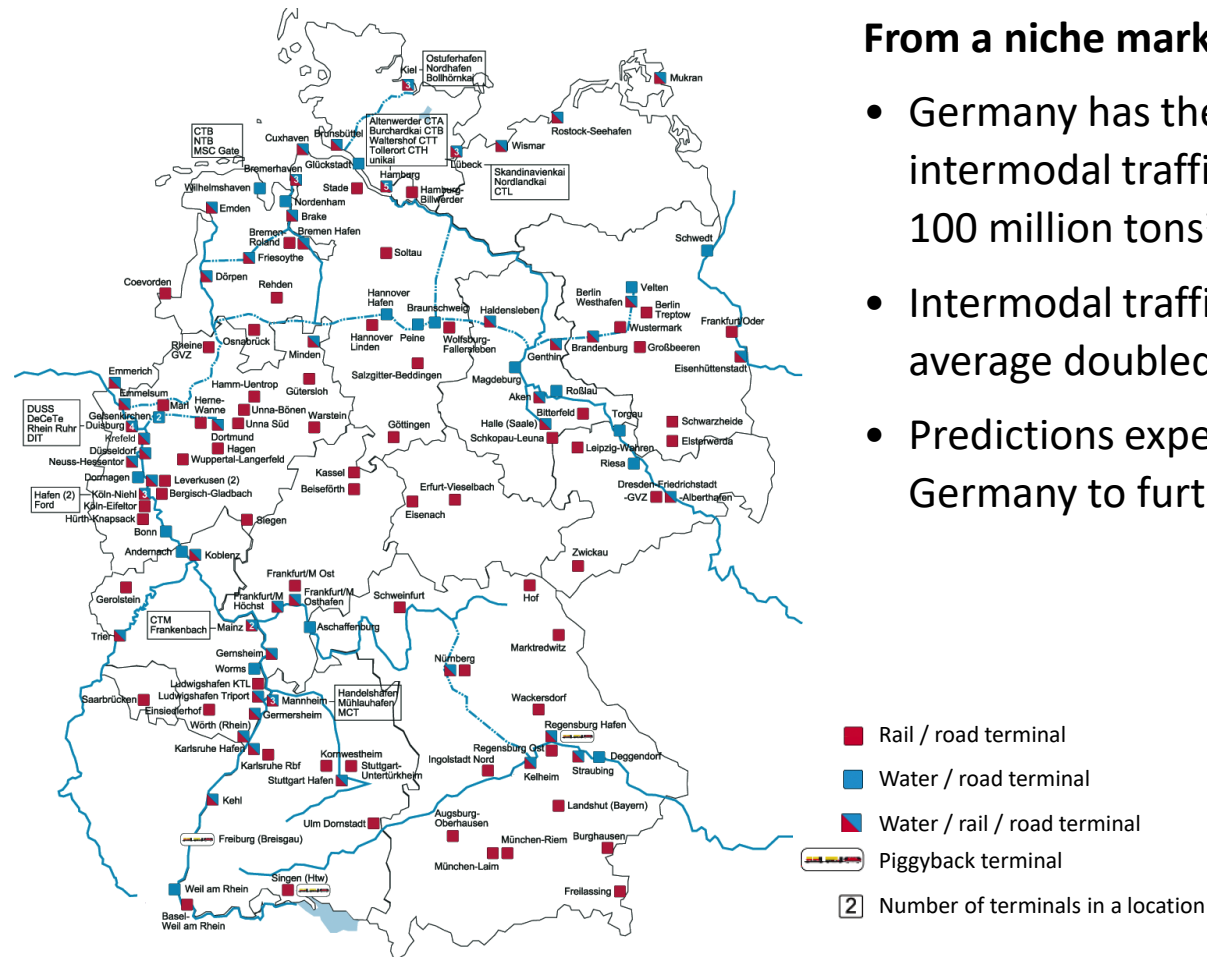 Ostuferhafen
Nordhafen
Bollhörnkai
Kiel
3
Mukran
Rostock-Seehafen
CTB
NTB
MSC Gate
Cuxhaven
Brunsbüttel
Altenwerder CTA
Burchardkai CTB
Waltershof CTT
Tollerort CTH
unikai
Wismar
3
Lübeck
Skandinavienkai
Nordlandkai
CTL
Glückstadt
Bremerhaven
3
Wilhelmshaven
Stade
Hamburg
5
Hamburg-
Billwerder
Nordenham
Emden
Brake
Bremen-
Roland
Bremen Hafen
Friesoythe
Soltau
Schwedt
Dörpen
Coevorden
Rehden
Hannover
Hafen
Braunschweig
Haldensleben
Berlin
Westhafen
Velten
Berlin
Treptow
Wustermark
Frankfurt/Oder
Rheine
GVZ
Osnabrück
Minden
Hannover
Linden
Peine
Wolfsburg-
Fallersleben
Genthin
Brandenburg
Großbeeren
Eisenhüttenstadt
Salzgitter-Beddingen
Magdeburg
Emmerich
Emmelsum
Marl
Hamm-Uentrop
Gütersloh
Herne-
Wanne
Unna-Bönen
Unna Süd
Warstein
Göttingen
Aken
Roßlau
Bitterfeld
Torgau
Schwarzheide
DUSS
DeCeTe
Rhein Ruhr
DIT
Gelsenkirchen
2
Duisburg
4
Krefeld
Düsseldorf
Neuss-Hessentor
Dortmund
Hagen
Wuppertal-Langerfeld
Halle (Saale)
Schkopau-Leuna
Leipzig-Wahren
Elsterwerda
Riesa
Dormagen
Leverkusen (2)
Kassel
Beiseförth
Erfurt-Vieselbach
Eisenach
Dresden-Friedrichstadt
-GVZ
-Alberthafen
Hafen (2)
Ford
Köln-Niehl
3
Bergisch-Gladbach
Köln-Eifeltor
Hürth-Knapsack
Siegen
Bonn
Andernach
Koblenz
Zwickau
Gerolstein
Frankfurt/M Ost
Frankfurt/M
Höchst
Frankfurt/M
Osthafen
Schweinfurt
Hof
CTM
Frankenbach
Mainz
2
Aschaffenburg
Trier
Marktredwitz
Gernsheim
Worms
Nürnberg
Ludwigshafen KTL
Ludwigshafen Triport
3
Mannheim
Handelshafen
Mühlauhafen
MCT
Saarbrücken
Einsiedlerhof
Germersheim
Wackersdorf
Wörth (Rhein)
Regensburg Hafen
Karlsruhe Hafen
Karlsruhe Rbf
Kornwestheim
Stuttgart-
Untertürkheim
Stuttgart Hafen
Ingolstadt Nord
Regensburg Ost
Deggendorf
Kelheim
Straubing
Kehl
Ulm Dornstadt
Augsburg-
Oberhausen
Landshut (Bayern)
Freiburg (Breisgau)
München-Riem
München-Laim
Burghausen
Weil am Rhein
Singen (Htw)
Freilassing
Basel-
Weil am Rhein
From a niche mark
• Germany has the
intermodal traffi
100 million tons
• Intermodal traffi
average doubled
• Predictions expe
Germany to furt
Rail / road terminal
Water / road terminal
Water / rail / road terminal
Piggyback terminal
2 Number of terminals in a location